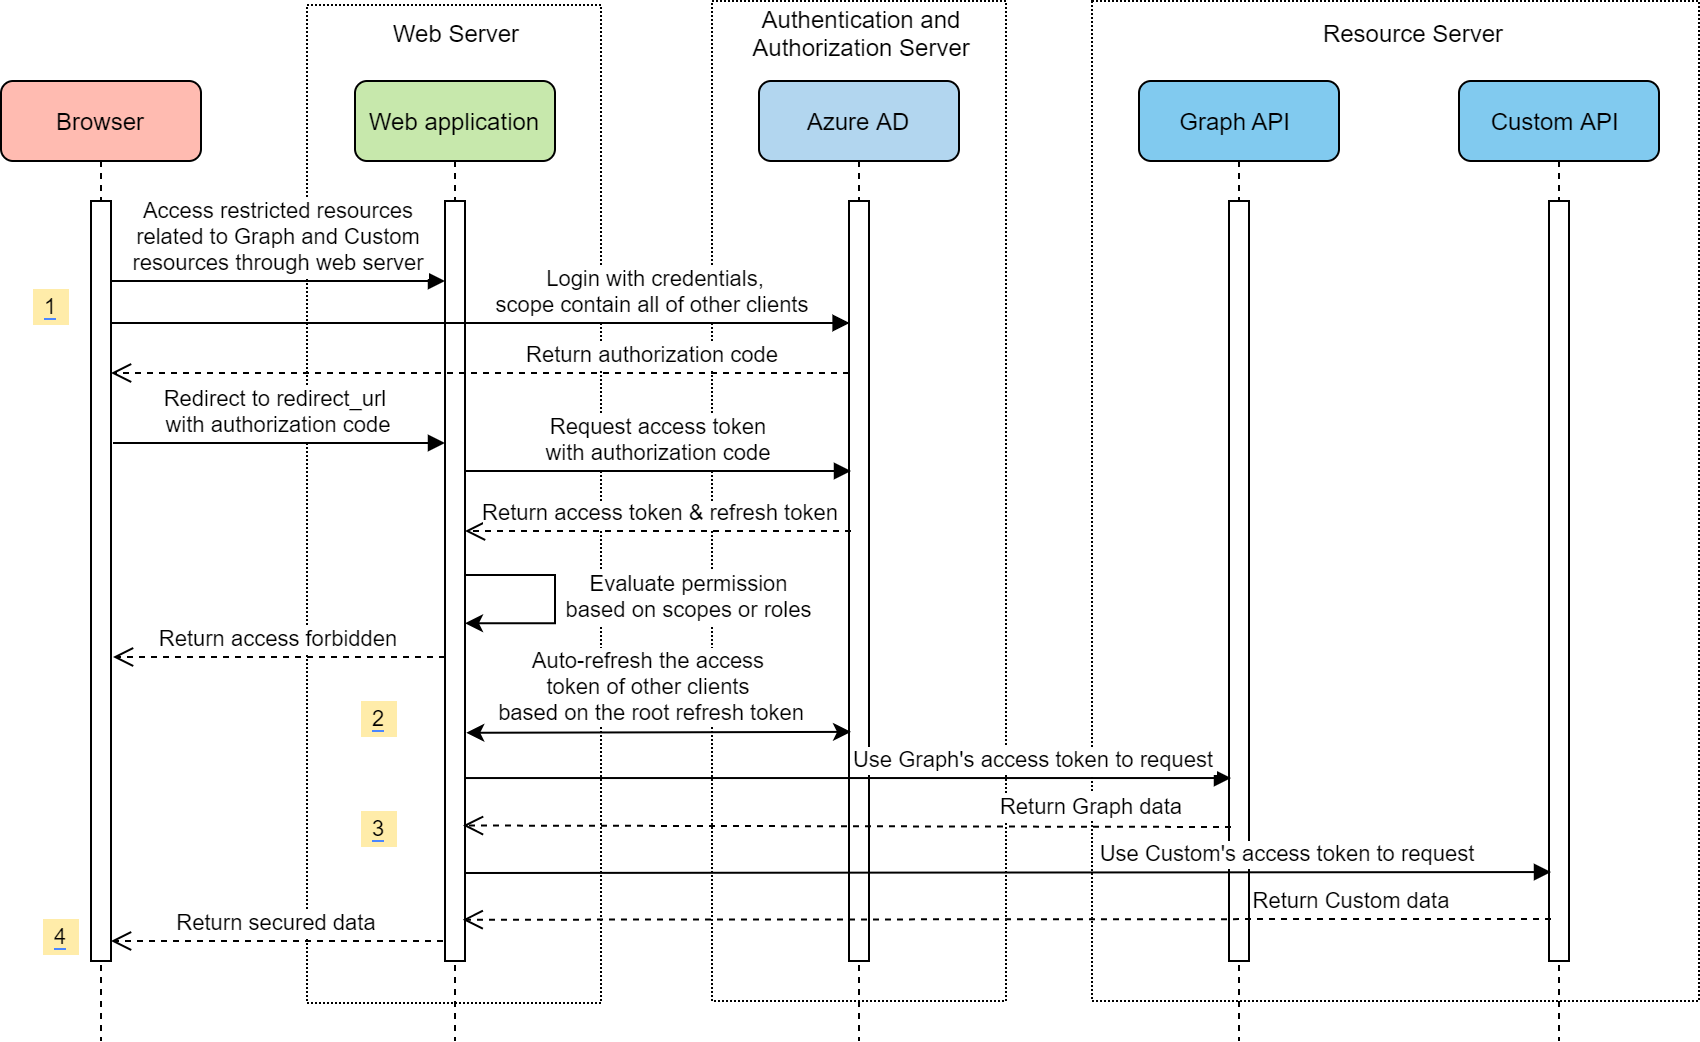 Web Server
Authentication and
Authorization Server
Resource Server
Browser
Web application
Azure AD
Graph API
Custom API
Access restricted resources
related to Graph and Custom
resources through web server
1
Login with credentials,
scope contain all of other clients
Return authorization code
Redirect to redirect_url
with authorization code
Request access token
with authorization code
Return access token & refresh token
Evaluate permission
based on scopes or roles
Return access forbidden
Auto-refresh the access
token of other clients
based on the root refresh token
2
Use Graph's access token to request
Return Graph data
3
Use Custom's access token to request
Return Custom data
Return secured data
4